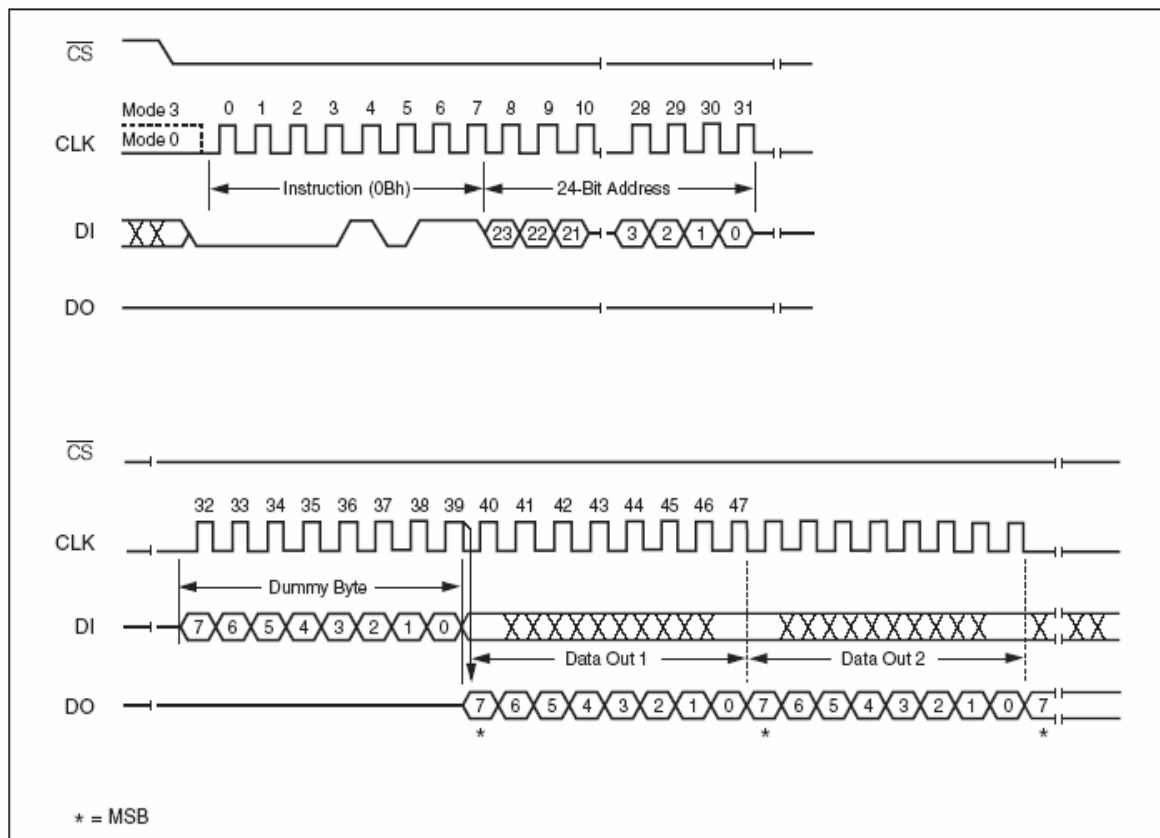 CS
Mode 3
0 1 2 3 4 5 6 7 8 9 10 28 29 30 31
Mode 0
CLK
Instruction (0Bh) 24-Bit Address
DI 23 22 21 3 2 1 0
DO
CS
32 33 34 35 36 37 38 39 40 41 42 43 44 45 46 47
CLK
Dummy Byte
DI 7 6 5 4 3 2 1 0
Data Out 1 Data Out 2
DO 7 6 5 4 3 2 1 0 7 6 5 4 3 2 1 0 7
* * *
* = MSB